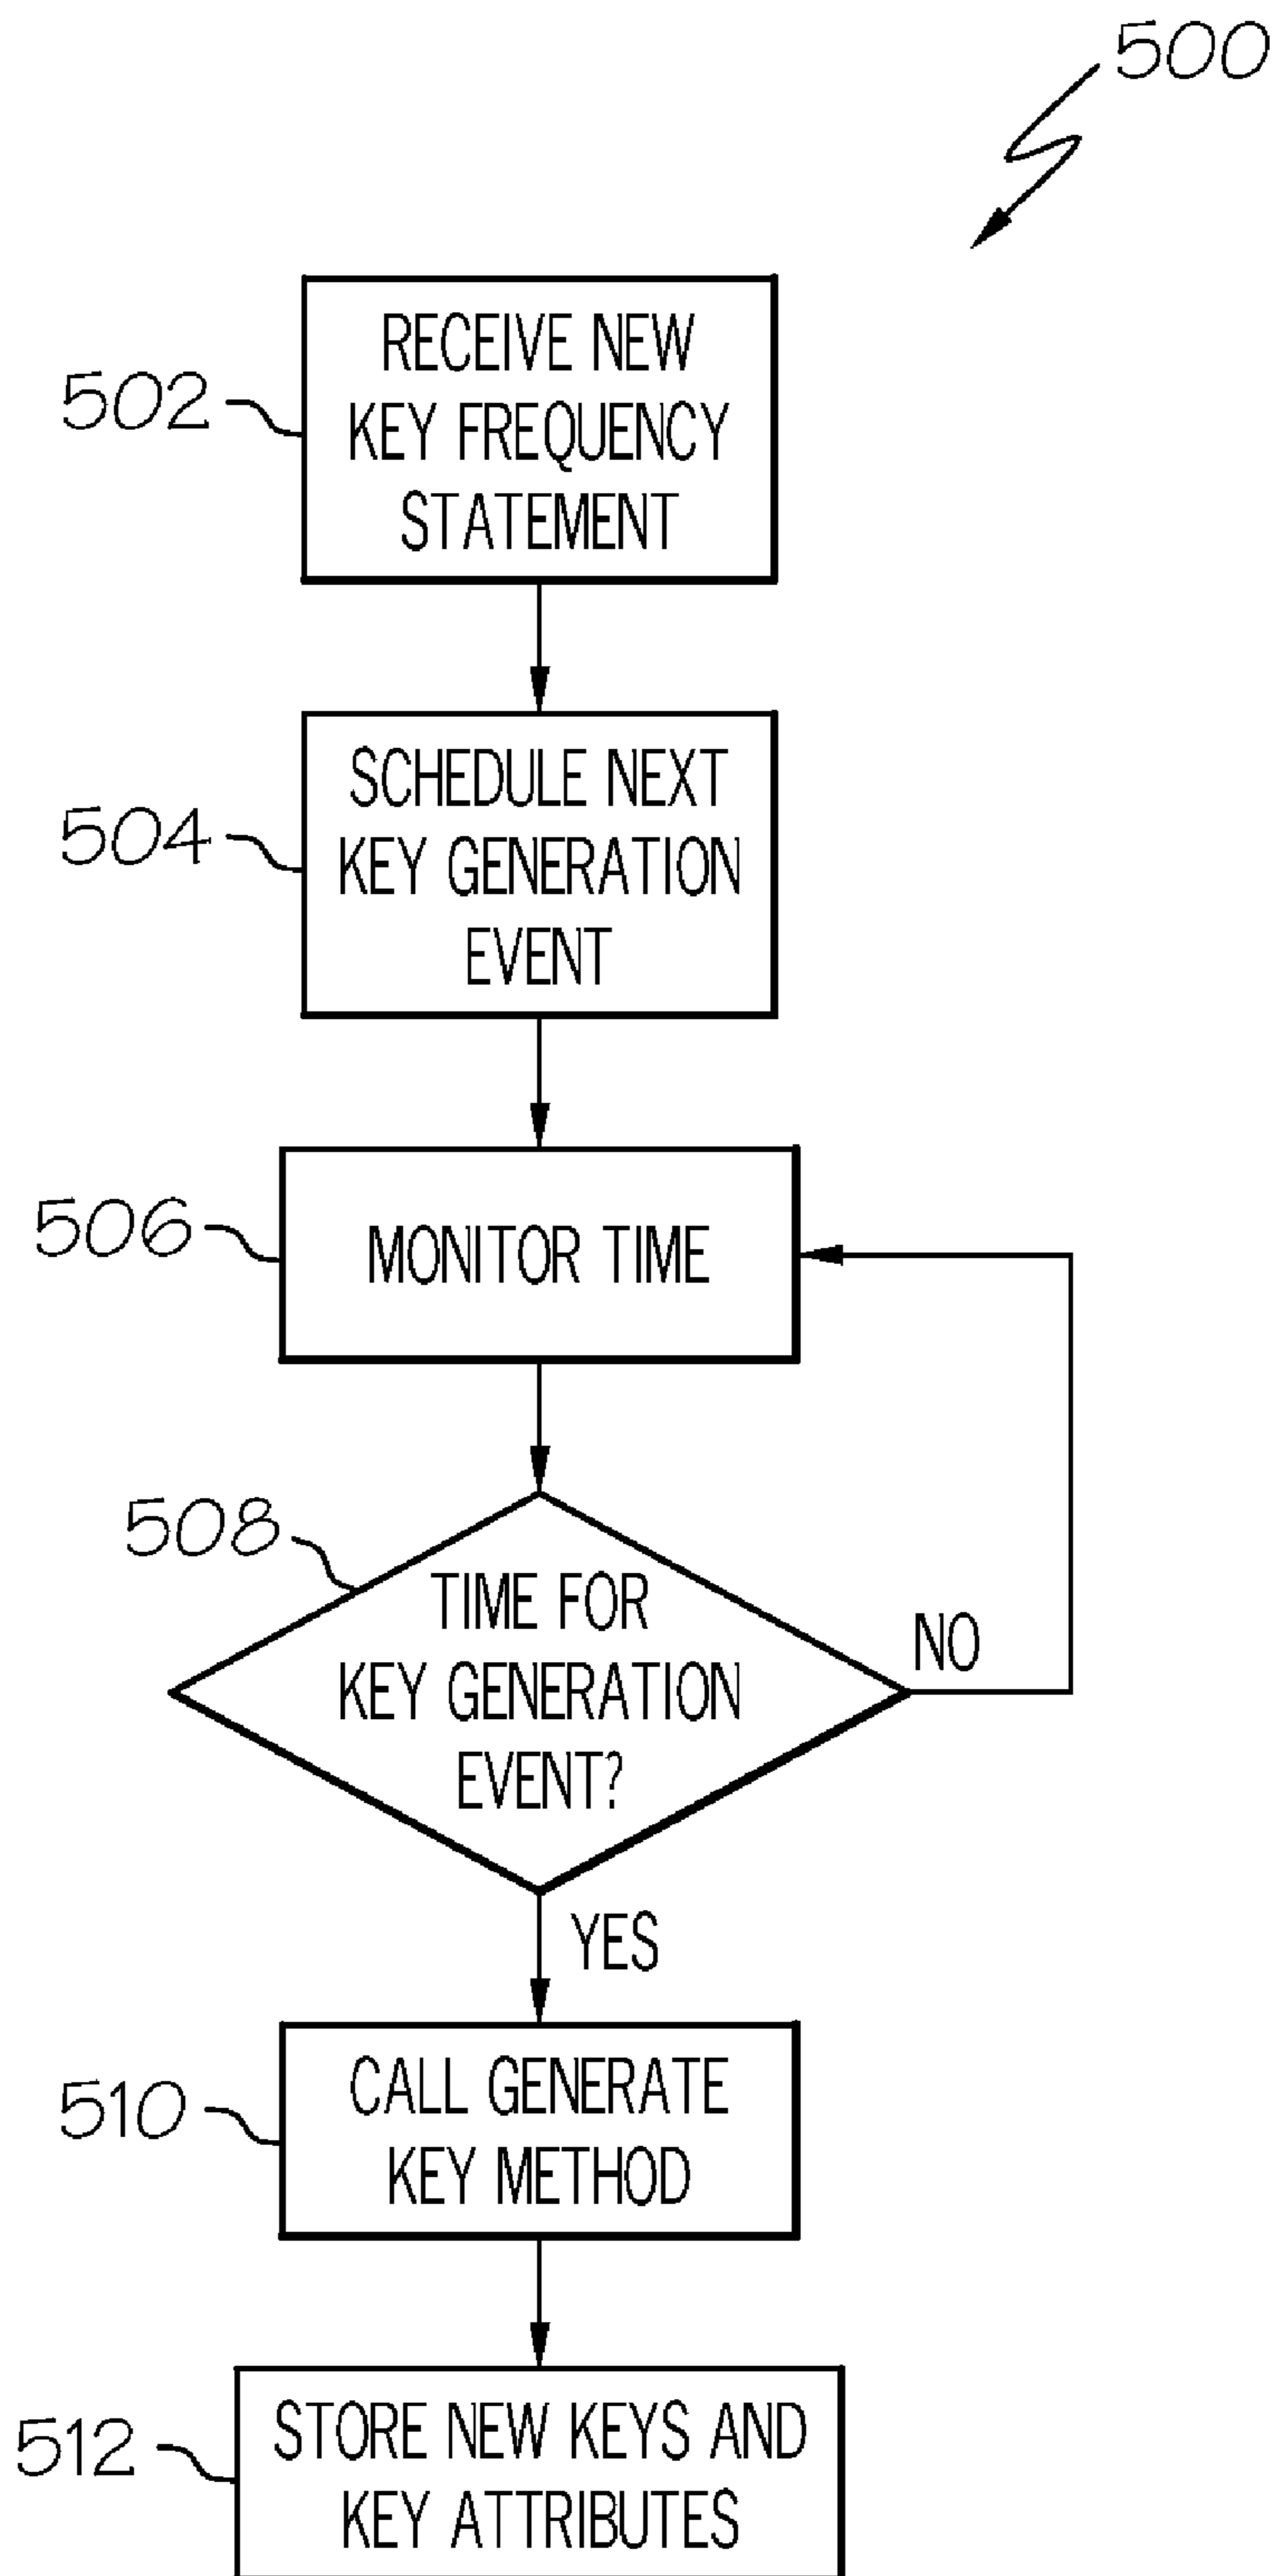 500
502
RECEIVE NEW
KEY FREQUENCY
STATEMENT
504
SCHEDULE NEXT
KEY GENERATION
EVENT
506
MONITOR TIME
508
TIME FOR
KEY GENERATION
EVENT?
NO
YES
510
CALL GENERATE
KEY METHOD
512
STORE NEW KEYS AND
KEY ATTRIBUTES